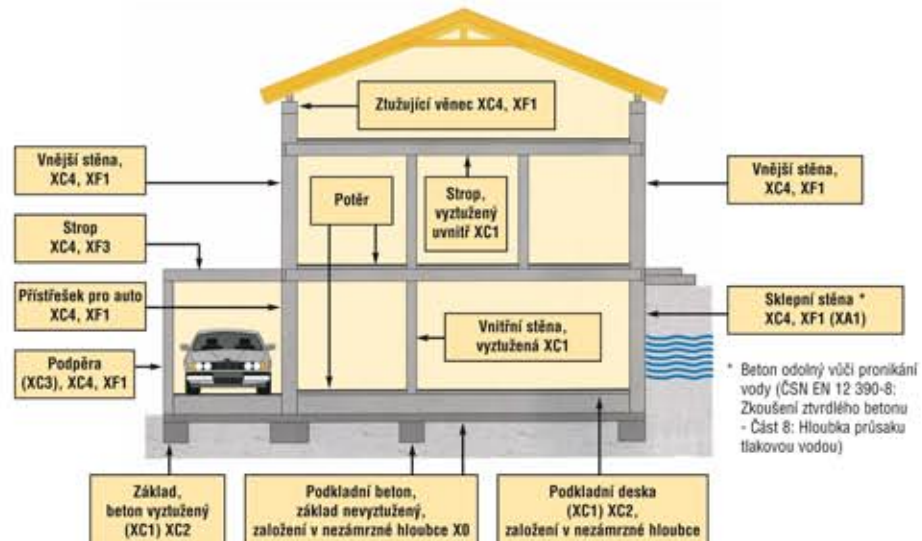 Ztužující věnec XC4, XF1
Vnější stěna,
XC4, XF1
Potěr
Strop,
vyztužený
uvnitř XC1
Vnější stěna,
XC4, XF1
Strop
XC4, XF3
Přístřešek pro auto
XC4, XF1
Podpěra
(XC3), XC4, XF1
Vnitřní stěna,
vyztužená XC1
Sklepní stěna *
XC4, XF1 (XA1)
* Beton odolný vůči pronikání
vody (ČSN EN 12 390-8:
Zkoušení ztvrdlého betonu
- Část 8: Hloubka průsaku
tlakovou vodou)
Základ,
beton vyztužený
(XC1) XC2
Podkladní beton,
základ nevyztužený,
založení v nezámrzné hloubce X0
Podkladní deska
(XC1) XC2,
založení v nezámrzné hloubce